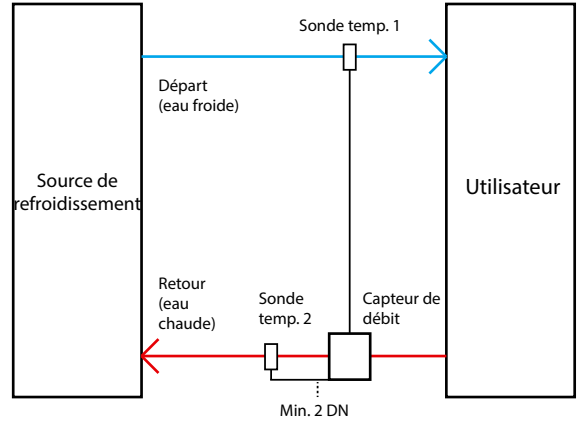 Sonde temp. 1
Départ
(eau froide)
Source de
refroidissement
Utilisateur
Retour
(eau
chaude)
Sonde
temp. 2
Capteur de
débit
Min. 2 DN